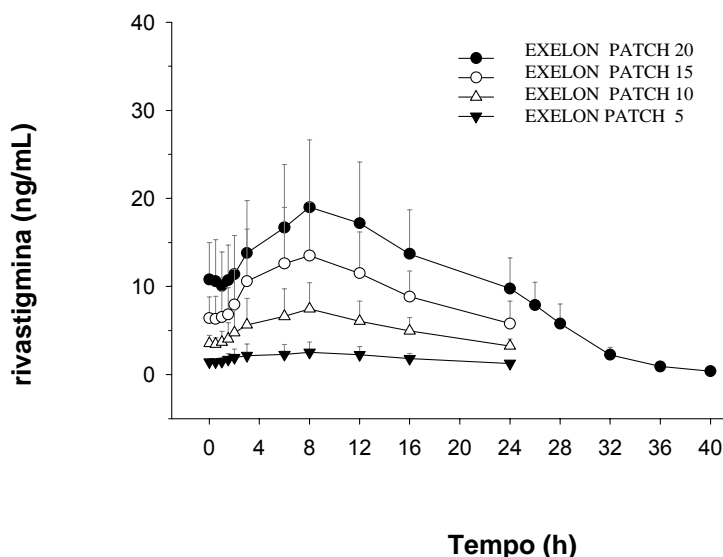 40
30
20
10
0
rivastigmina (ng/mL)
EXELON PATCH 20
EXELON PATCH 15
EXELON PATCH 10
EXELON PATCH 5
0 4 8 12 16 20 24 28 32 36 40
Tempo (h)